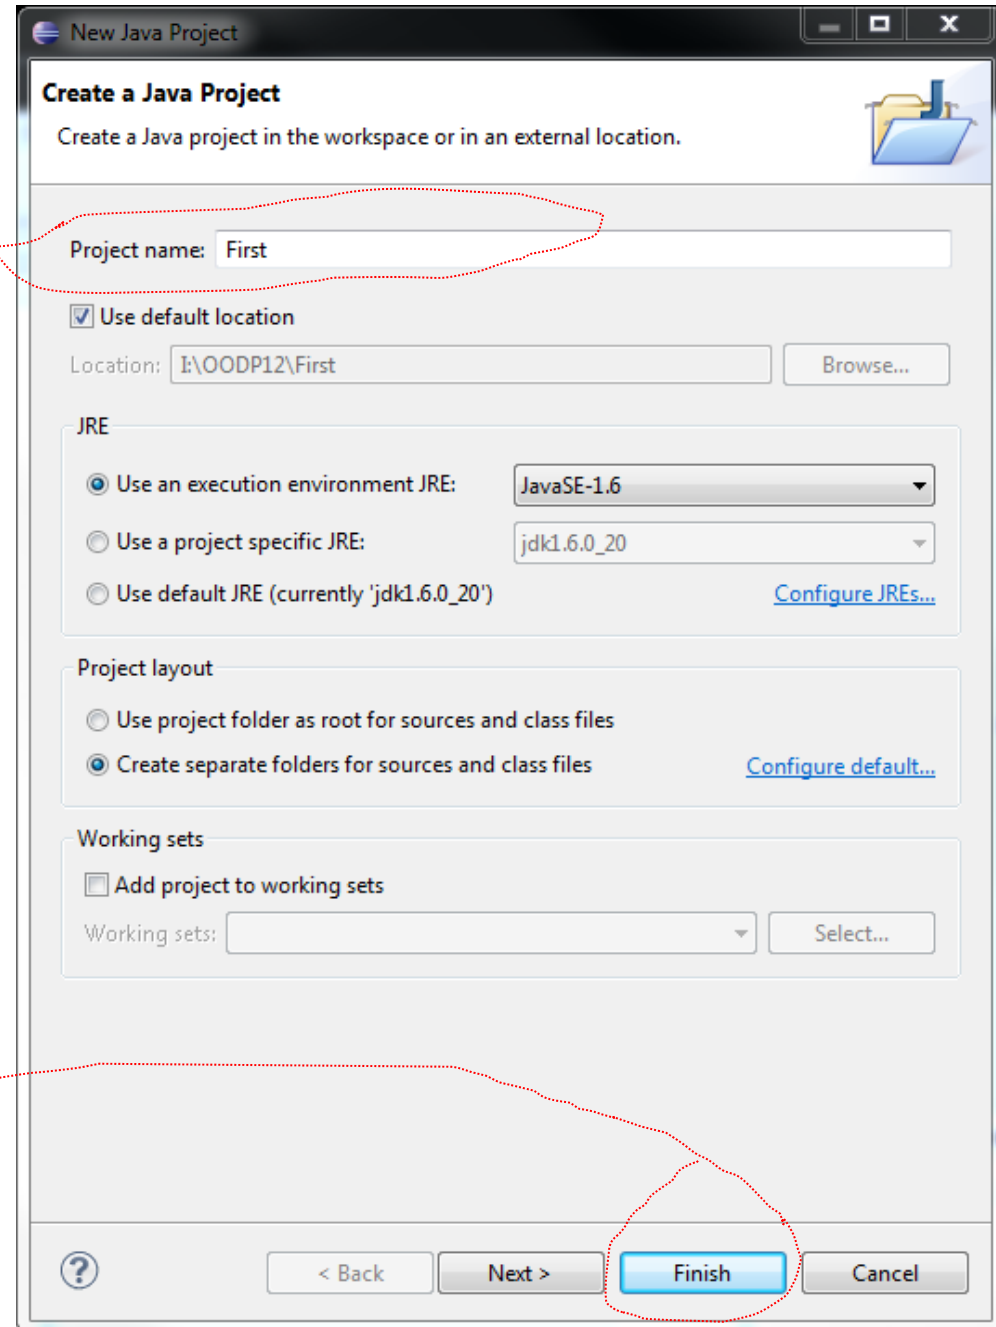 New Java Project
Create a Java Project
Create a Java project in the workspace or in an external location.
Project name: First
Use default location
Location: I:\OODP12\First Browse...
JRE
Use an execution environment JRE: JavaSE-1.6
Use a project specific JRE: jdk1.6.0_20
Use default JRE (currently 'jdk1.6.0_20') Configure JREs...
Project layout
Use project folder as root for sources and class files
Create separate folders for sources and class files Configure default...
Working sets
Add project to working sets
Working sets: Select...
? < Back Next > Finish Cancel